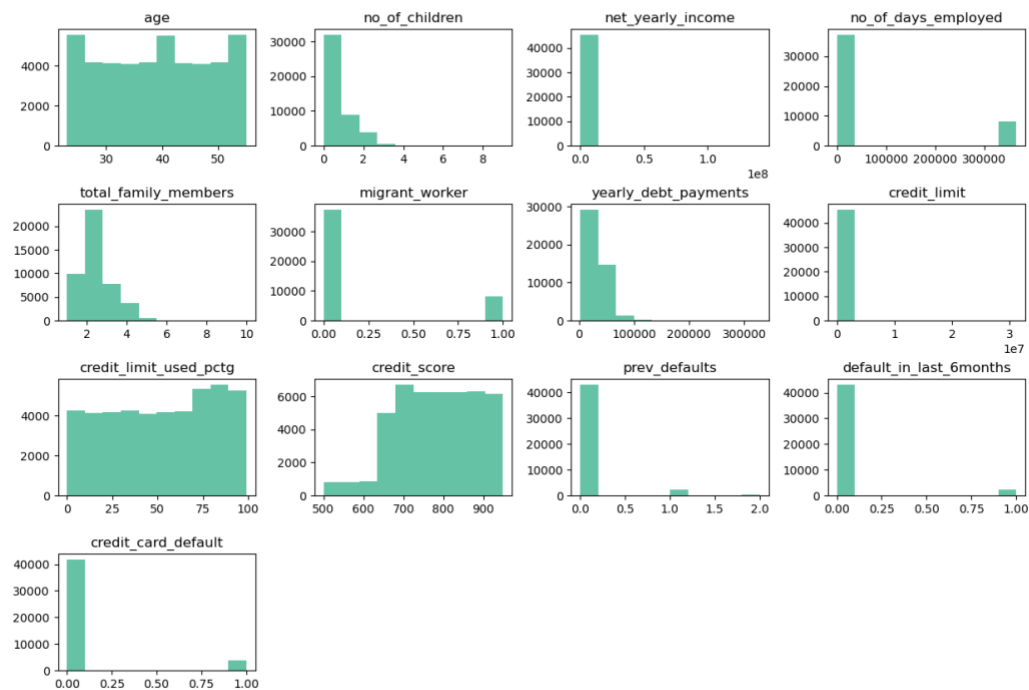 age
no_of_children
net_yearly_income
no_of_days_employed
4000
2000
0
30 40 50
30000
20000
10000
0
0 2 4 6 8
40000
30000
20000
10000
0
0.0 0.5 1.0
1e8
30000
20000
10000
0
0 100000 200000 300000
total_family_members
migrant_worker
yearly_debt_payments
credit_limit
20000
15000
10000
5000
0
2 4 6 8 10
30000
20000
10000
0
0.00 0.25 0.50 0.75 1.00
30000
20000
10000
0
0 100000 200000 300000
40000
30000
20000
10000
0
0 1 2 3
1e7
credit_limit_used_pctg
credit_score
prev_defaults
default_in_last_6months
4000
2000
0
0 25 50 75 100
6000
4000
2000
0
500 600 700 800 900
40000
30000
20000
10000
0
0.0 0.5 1.0 1.5 2.0
40000
30000
20000
10000
0
0.00 0.25 0.50 0.75 1.00
credit_card_default
40000
30000
20000
10000
0
0.00 0.25 0.50 0.75 1.00